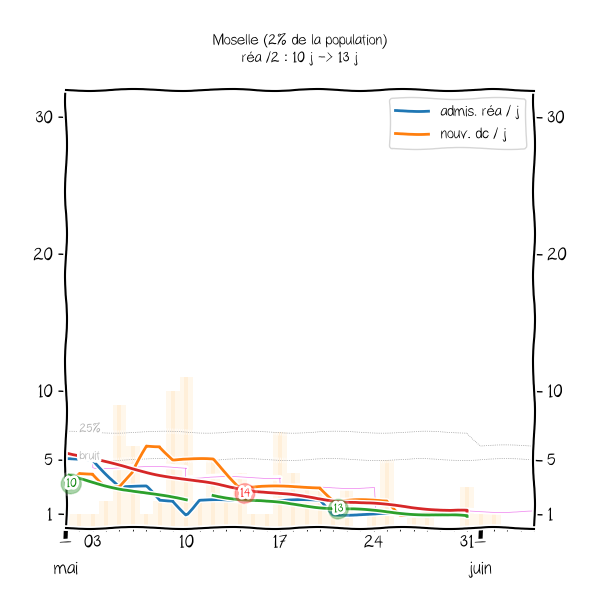 Moselle (2% de la population)
réa /2 : 10 j -> 13 j
admis. réa / j
nouv. dc / j
30
30
20
20
10
10
25%
5
bruit
5
10
14
13
1
1
03
10
17
24
31
mai
juin